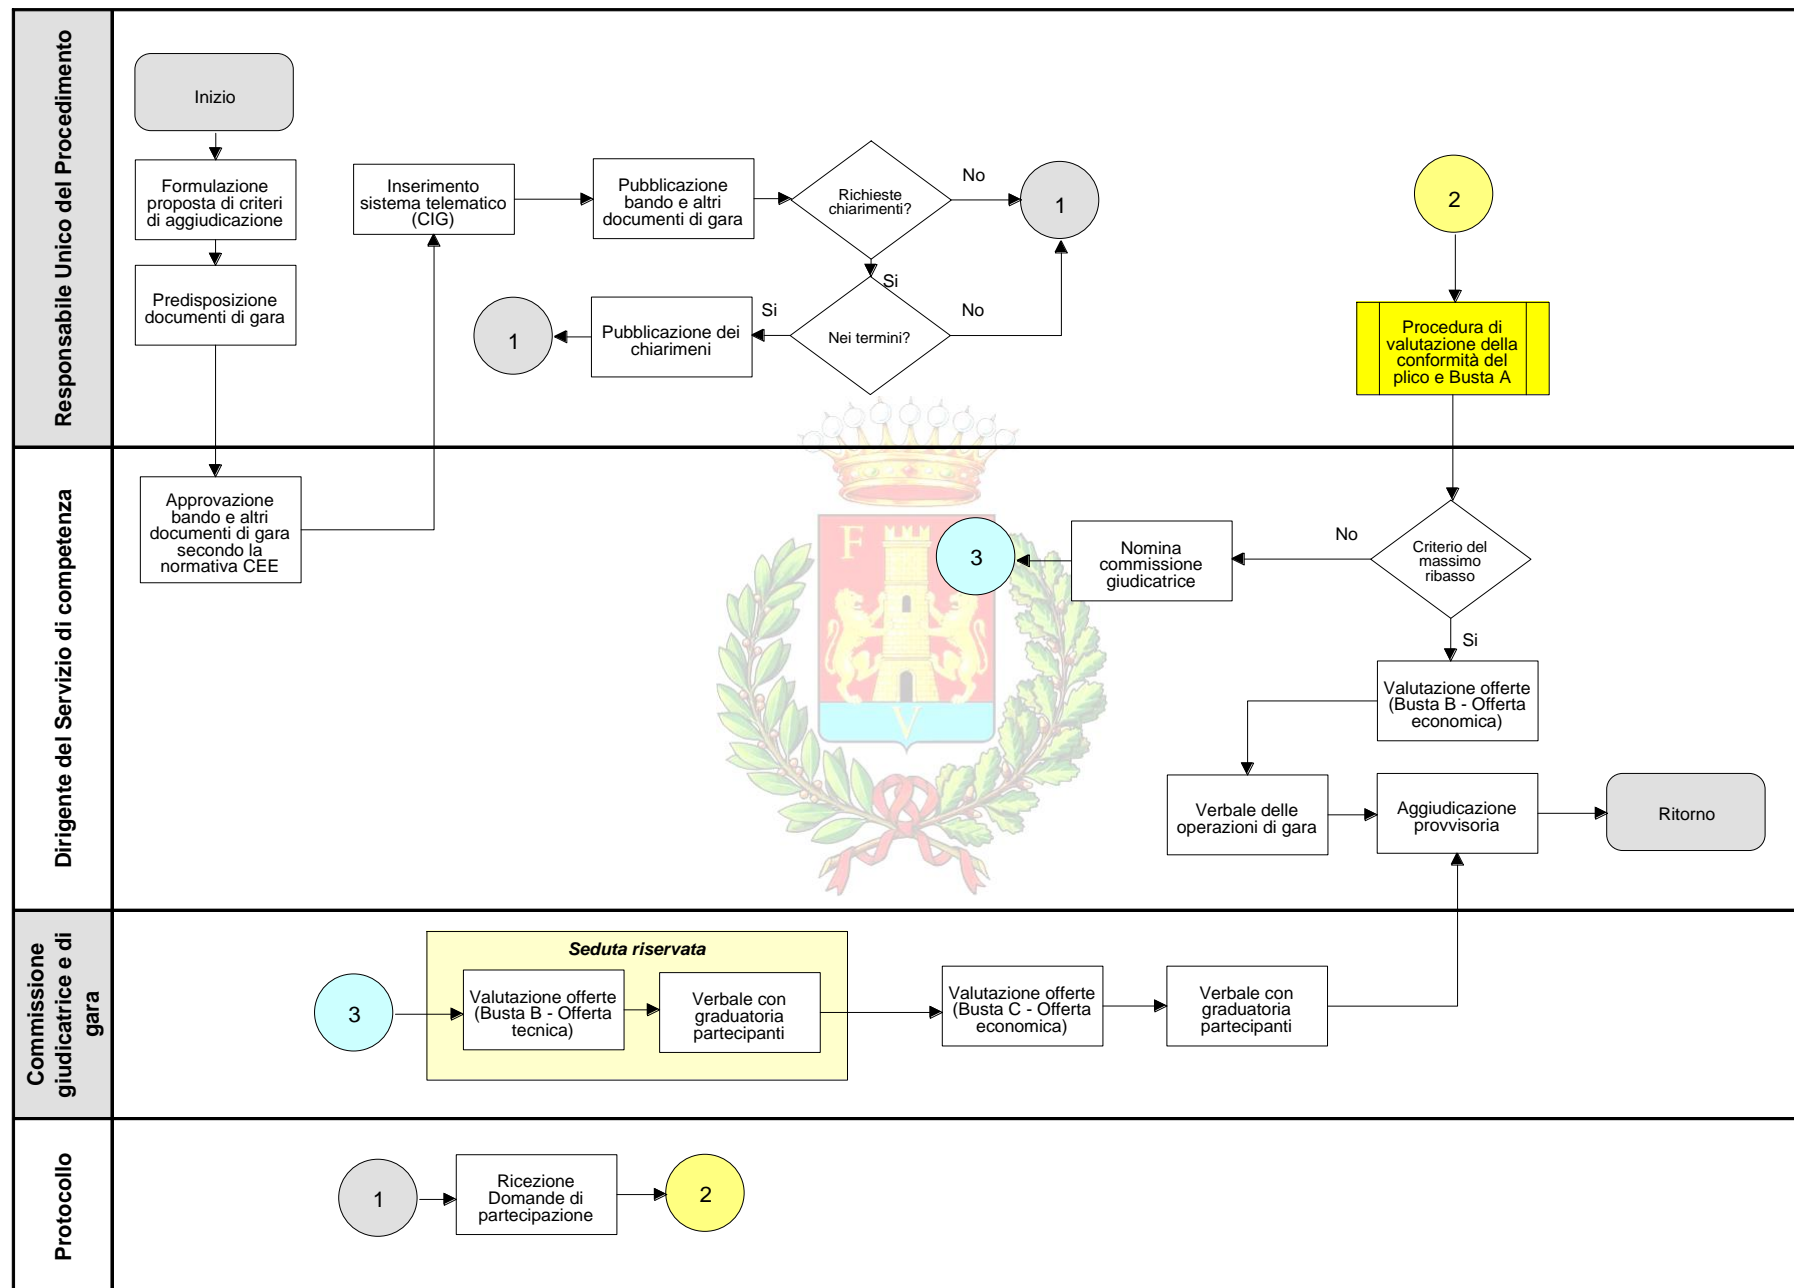 Responsabile Unico del Procedimento
Inizio
Formulazione
proposta di criteri
di aggiudicazione
Predisposizione
documenti di gara
Inserimento
sistema telematico
(CIG)
Pubblicazione
bando e altri
documenti di gara
Richieste
chiarimenti?
No
1
Si
Nei termini?
No
Si
Pubblicazione dei
chiarimeni
1
2
Procedura di
valutazione della
conformità del
plico e Busta A
Dirigente del Servizio di competenza
Approvazione
bando e altri
documenti di gara
secondo la
normativa CEE
F
V
3
Nomina
commissione
giudicatrice
No
Criterio del
massimo
ribasso
Si
Valutazione offerte
(Busta B - Offerta
economica)
Verbale delle
operazioni di gara
Aggiudicazione
provvisoria
Ritorno
Commissione
giudicatrice e di
gara
3
Seduta riservata
Valutazione offerte
(Busta B - Offerta
tecnica)
Verbale con
graduatoria
partecipanti
Valutazione offerte
(Busta C - Offerta
economica)
Verbale con
graduatoria
partecipanti
Protocollo
1
Ricezione
Domande di
partecipazione
2